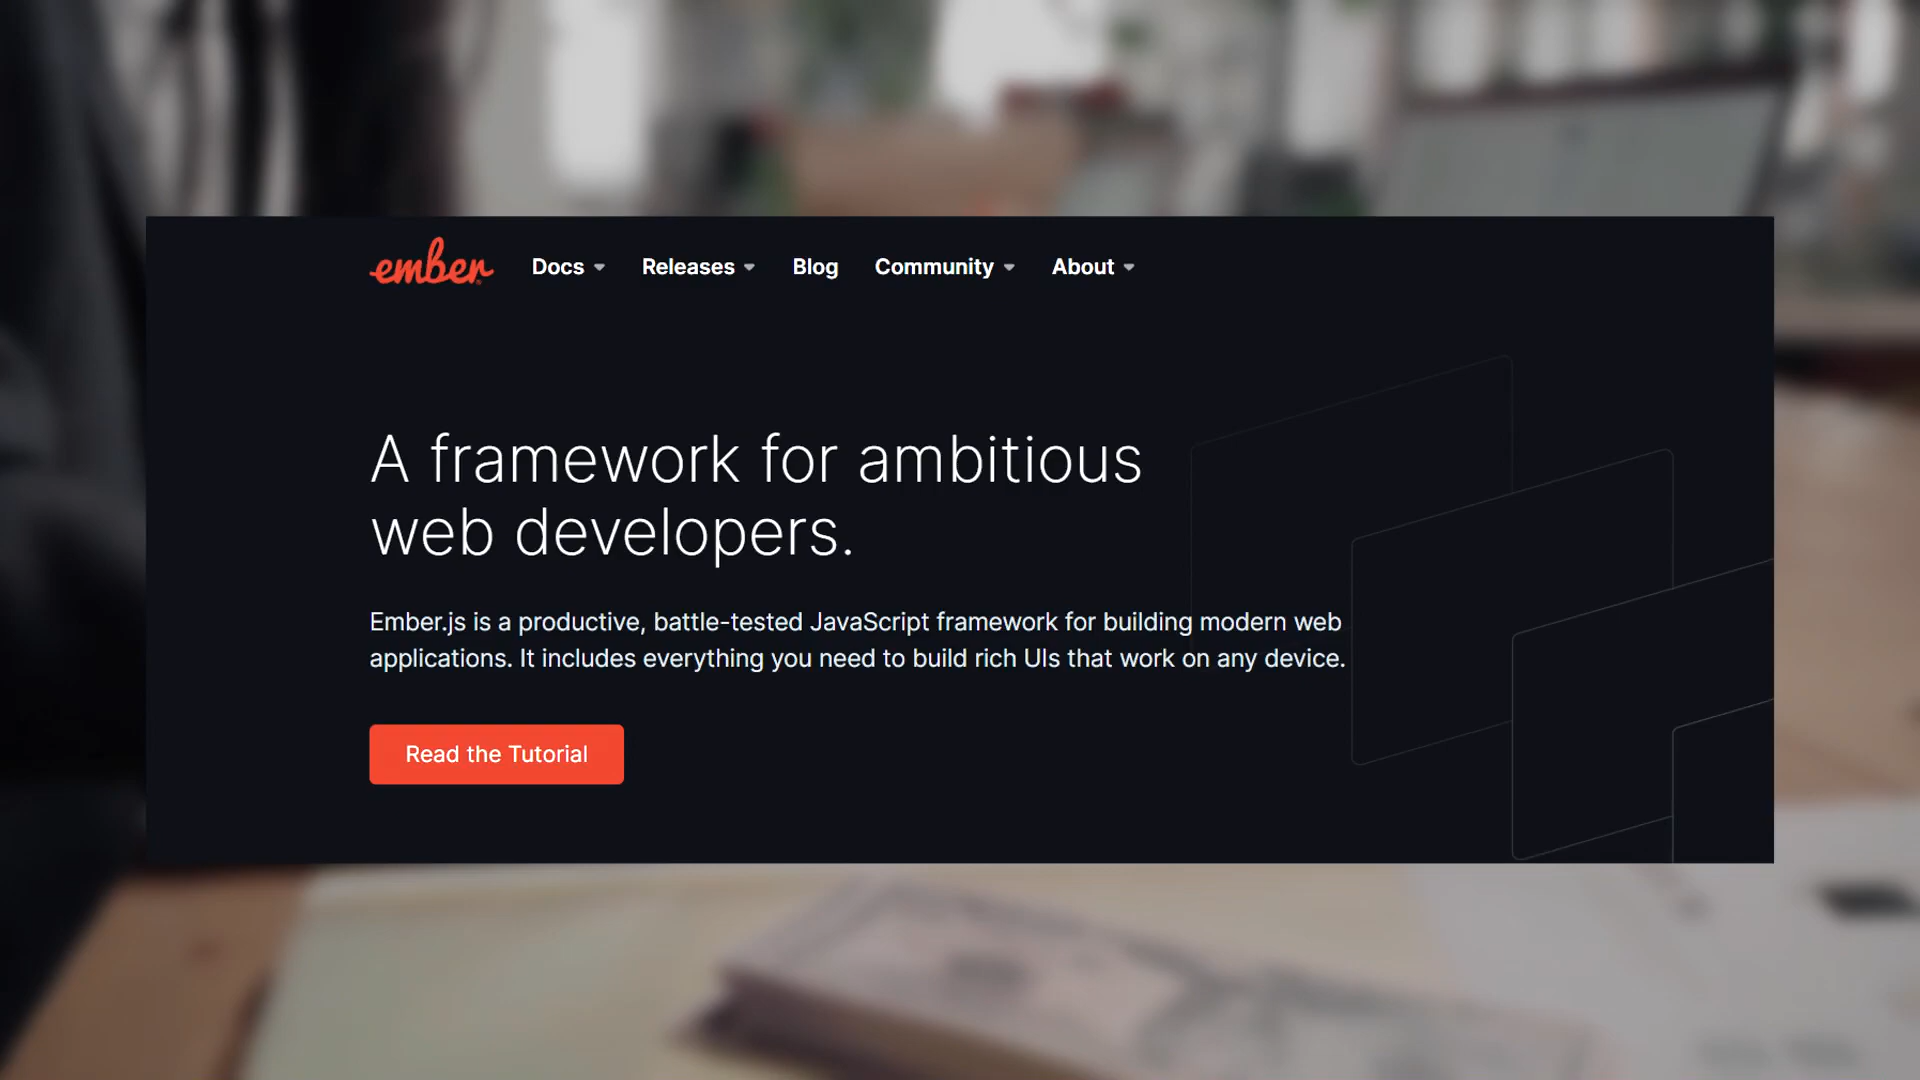 ember
Docs
Releases
Blog
Community
About
A framework for ambitious
web developers.
Ember.js is a productive, battle-tested JavaScript framework for building modern web
applications. It includes everything you need to build rich UIs that work on any device.
Read the Tutorial